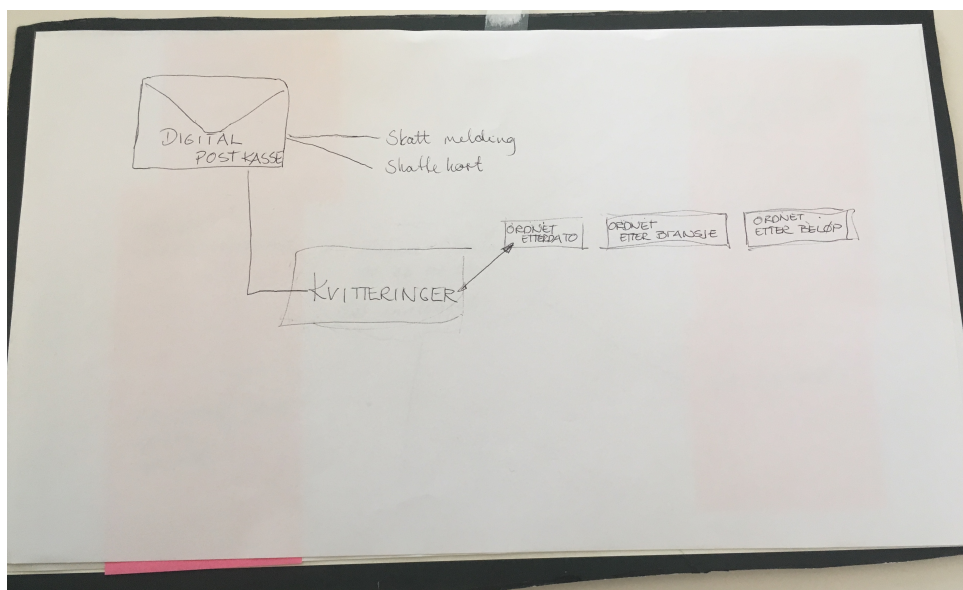 DIGITAL
POSTKASSE
Skatt melding
Skatte kort
ORDNET
ETTER DATO
ORDNET
ETTER BRANSJE
ORDNET
ETTER BELØP
KVITTERINGER